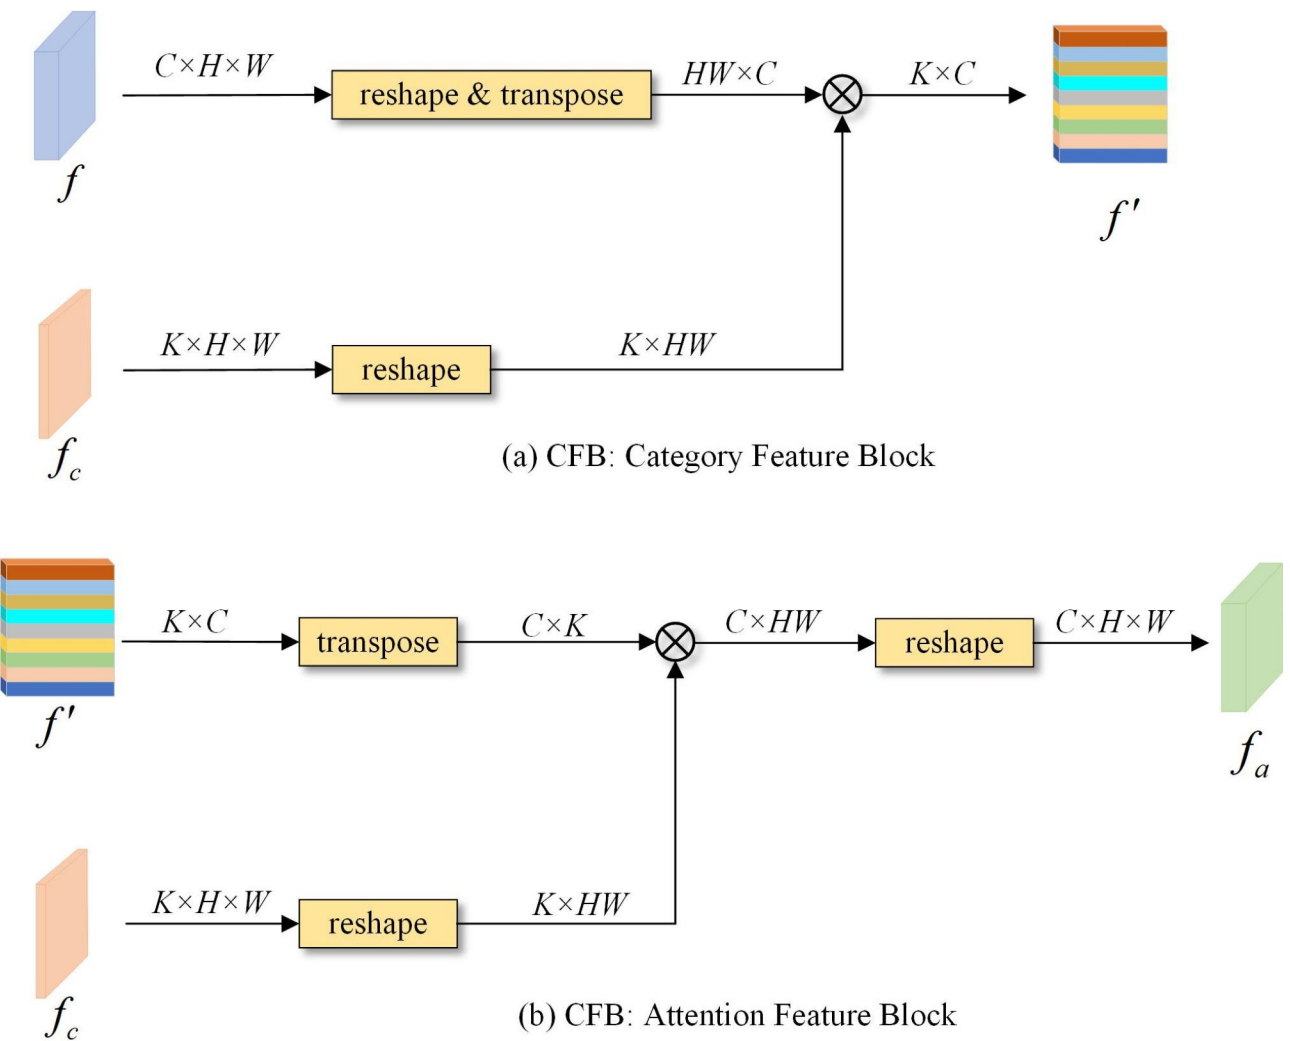 C×H×W
reshape & transpose
HW×C
K×C
f
f'
K×H×W
reshape
K×HW
f_c
(a) CFB: Category Feature Block
K×C
transpose
C×K
C×HW
reshape
C×H×W
f'
f_a
K×H×W
reshape
K×HW
f_c
(b) CFB: Attention Feature Block